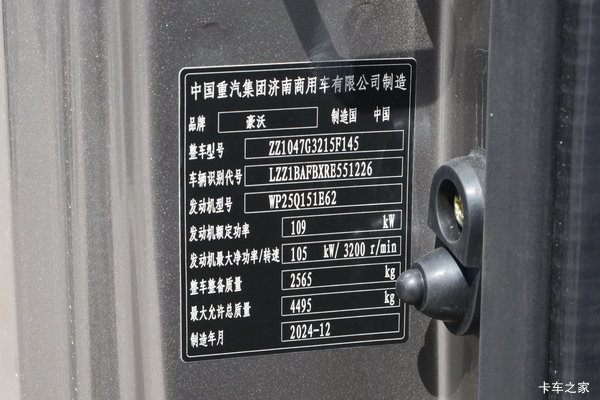 中国重汽集团济南商用车有限公司制造
品牌 豪沃 制造国 中国
整车型号 ZZ1047G3215F145
车辆识别代号 LZZ1BAFBXRE551226
发动机型号 WP25Q151E62
发动机额定功率 109 kW
发动机最大净功率/转速 105 kW/ 3200 r/min
整车整备质量 2565 kg
最大允许总质量 4495 kg
制造年月 2024-12
卡车之家